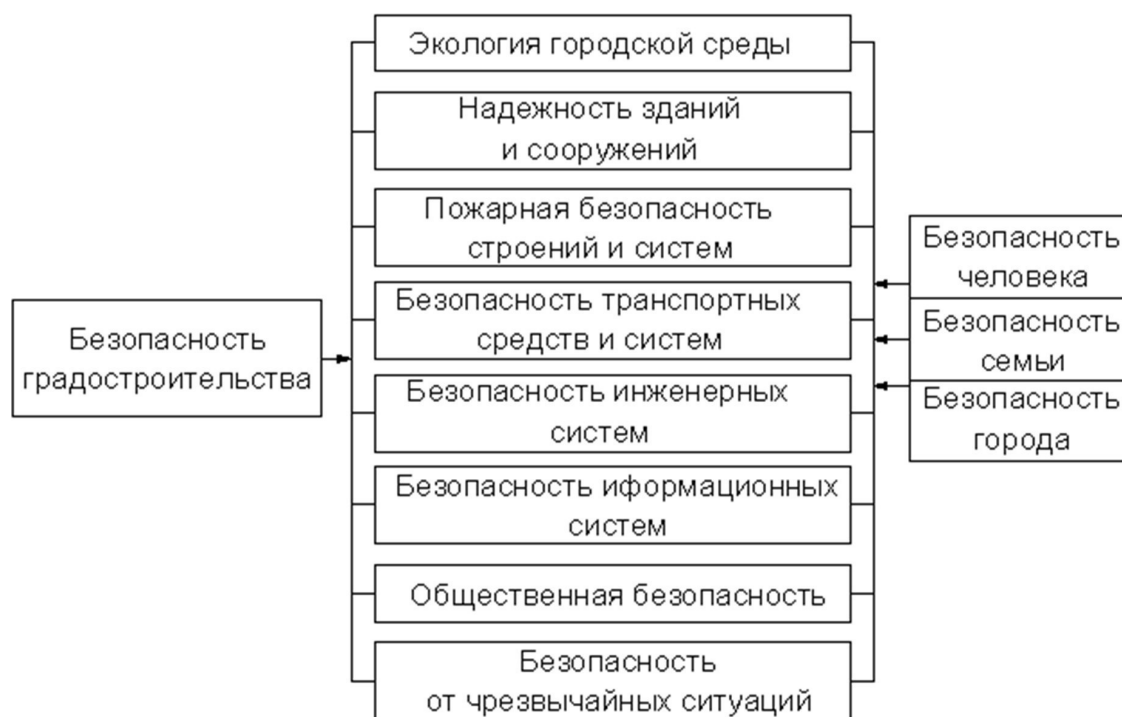 Экология городской среды
Надежность зданий
и сооружений
Пожарная безопасность
строений и систем
Безопасность транспортных
средств и систем
Безопасность инженерных
систем
Безопасность иформационных
систем
Общественная безопасность
Безопасность
от чрезвычайных ситуаций
Безопасность
градостроительства
Безопасность
человека
Безопасность
семьи
Безопасность
города